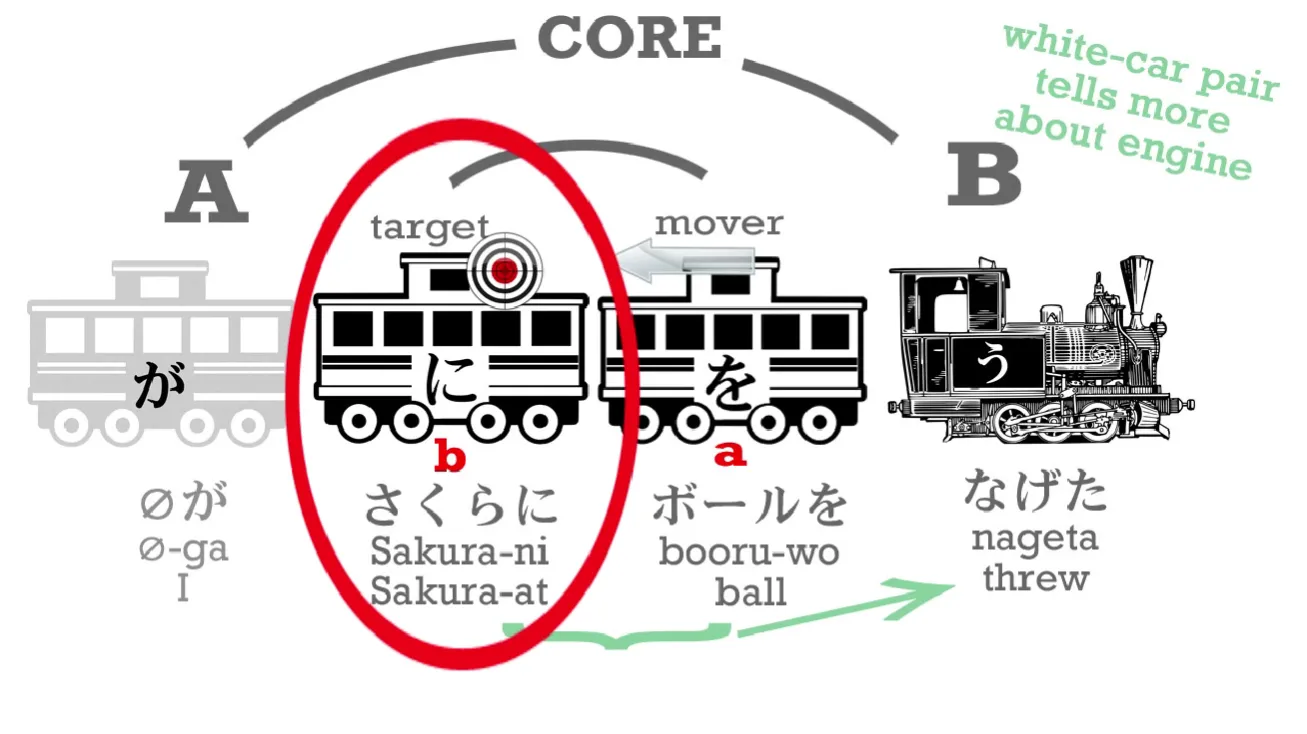 CORE
white-car pair
tells more
about engine
A
B
target
mover
が
に
を
う
b
a
∅が
∅-ga
I
さくらに
Sakura-ni
Sakura-at
ボールを
booru-wo
ball
なげた
nageta
threw